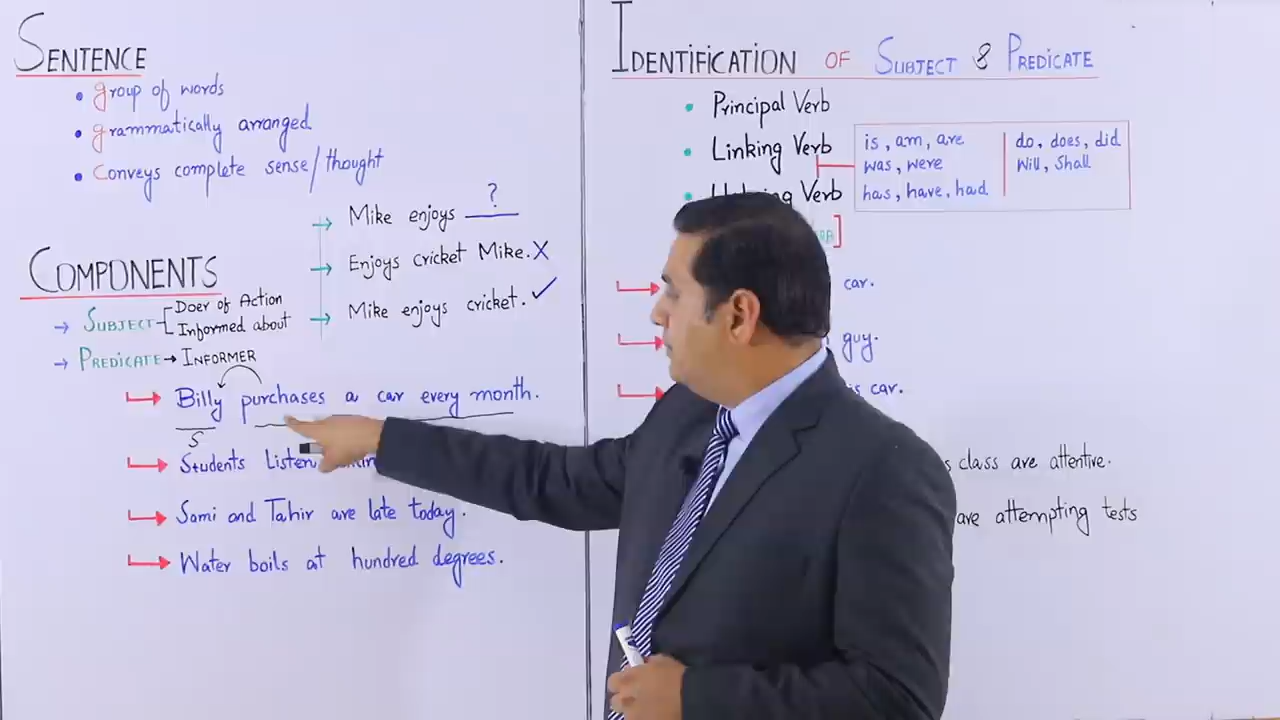 SENTENCE
group of words
grammatically arranged
Conveys complete sense/thought
Mike enjoys ____?
Enjoys cricket Mike. X
Mike enjoys cricket. ✓
COMPONENTS
SUBJECT Doer of Action
Informed about
PREDICATE → INFORMER
Billy purchases a car every month.
S
Students Listen
Sami and Tahir are late today.
Water boils at hundred degrees.
IDENTIFICATION OF SUBJECT & PREDICATE
Principal Verb
Linking Verb
Verb
is, am, are
was, were
has, have, had
do, does, did
Will, Shall
car.
guy.
car.
class are attentive.
are attempting tests